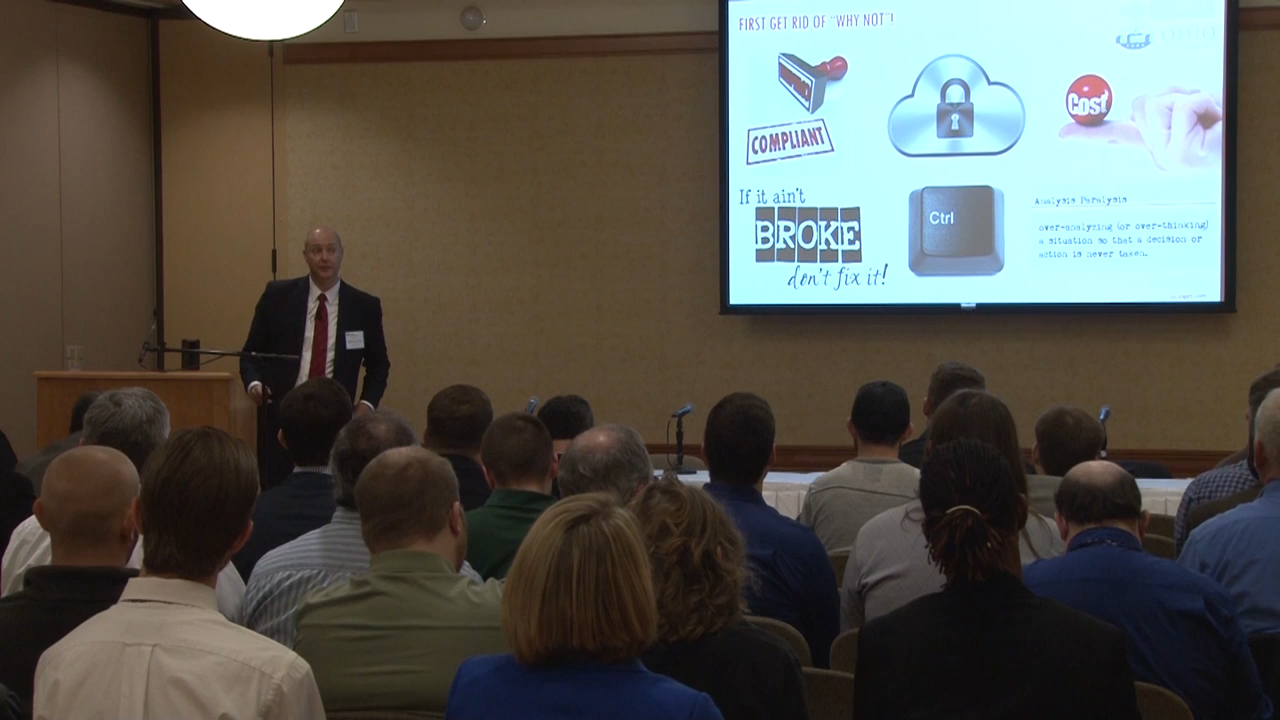 FIRST GET RID OF "WHY NOT"!
COMPLIANT
Cost
If it ain't
BROKE
don't fix it!
Ctrl
Analysis Paralysis
over-analyzing (or over-thinking)
a situation so that a decision or
action is never taken.